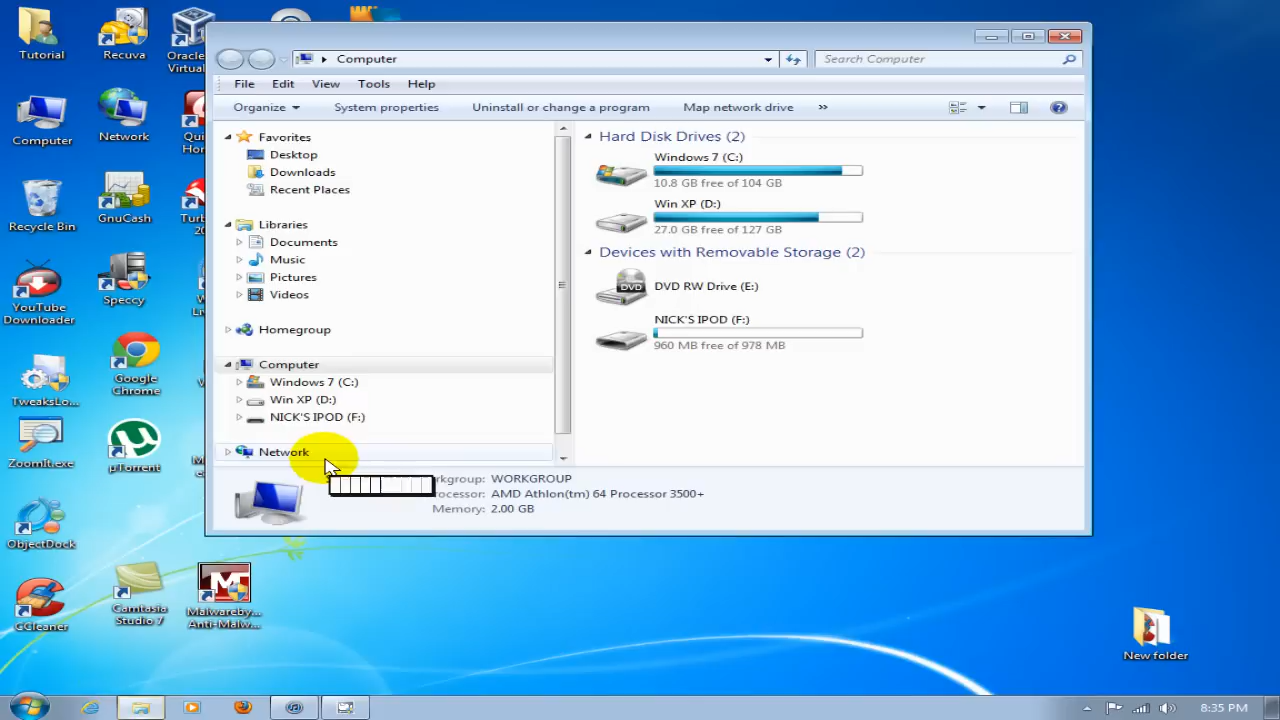 Tutorial
Recuva
Oracle
Virtual
Computer
Network
Qui
Hon
Recycle Bin
GnuCash
Turb
20
YouTube
Downloader
Speccy
TweaksLo...
Google
Chrome
ZoomIt.exe
µTorrent
ObjectDock
CCleaner
Camtasia
Studio 7
Malwareby...
Anti-Malw...
New folder
Computer
Search Computer
File Edit View Tools Help
Organize System properties Uninstall or change a program Map network drive »
Favorites
Desktop
Downloads
Recent Places
Libraries
Documents
Music
Pictures
Videos
Homegroup
Computer
Windows 7 (C:)
Win XP (D:)
NICK'S IPOD (F:)
Network
Hard Disk Drives (2)
Windows 7 (C:)
10.8 GB free of 104 GB
Win XP (D:)
27.0 GB free of 127 GB
Devices with Removable Storage (2)
DVD
DVD RW Drive (E:)
NICK'S IPOD (F:)
960 MB free of 978 MB
rkgroup: WORKGROUP
rocessor: AMD Athlon(tm) 64 Processor 3500+
Memory: 2.00 GB
8:35 PM